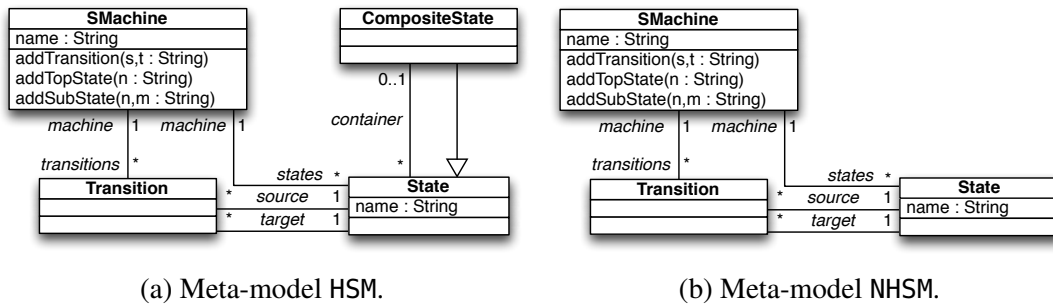 SMachine
name : String
addTransition(s,t : String)
addTopState(n : String)
addSubState(n,m : String)
CompositeState
0..1
container
*
machine 1 machine 1
transitions *
states *
Transition
* source 1
* target 1
State
name : String
(a) Meta-model HSM.
SMachine
name : String
addTransition(s,t : String)
addTopState(n : String)
addSubState(n,m : String)
machine 1 machine 1
transitions *
states *
Transition
* source 1
* target 1
State
name : String
(b) Meta-model NHSM.